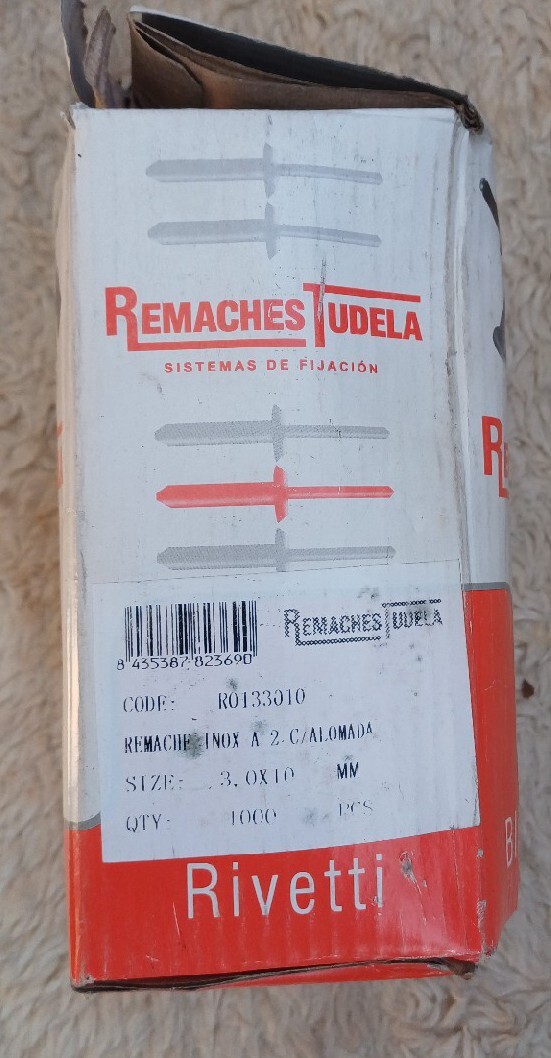 REMACHES TUDELA
SISTEMAS DE FIJACIÓN
REMACHES TUDELA
8 435387 823690
CODE: R0133010
REMACHE INOX A 2 C/ALOMADA
SIZE: 3,0X10 MM
QTY: 1000 PCS
Rivetti